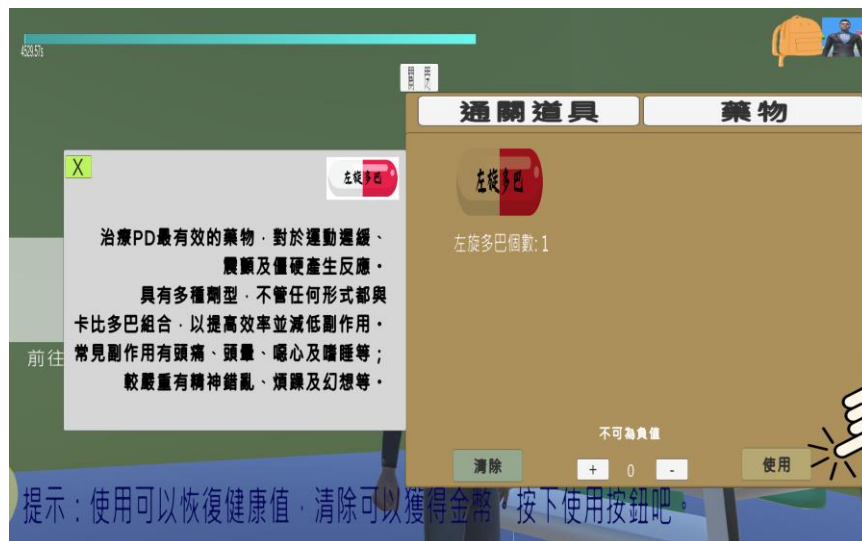 4529.57s
通關道具
藥物
X
左旋多巴
左旋多巴
左旋多巴個數:1
治療PD最有效的藥物，對於運動遲緩、
震顫及僵硬產生反應。
具有多種劑型，不管任何形式都與
卡比多巴組合，以提高效率並減低副作用。
常見副作用有頭痛、頭暈、噁心及嗜睡等；
較嚴重有精神錯亂、煩躁及幻想等。
前往
不可為負值
清除
+ 0 -
使用
提示：使用可以恢復健康值，清除可以獲得金幣。按下使用按鈕吧。